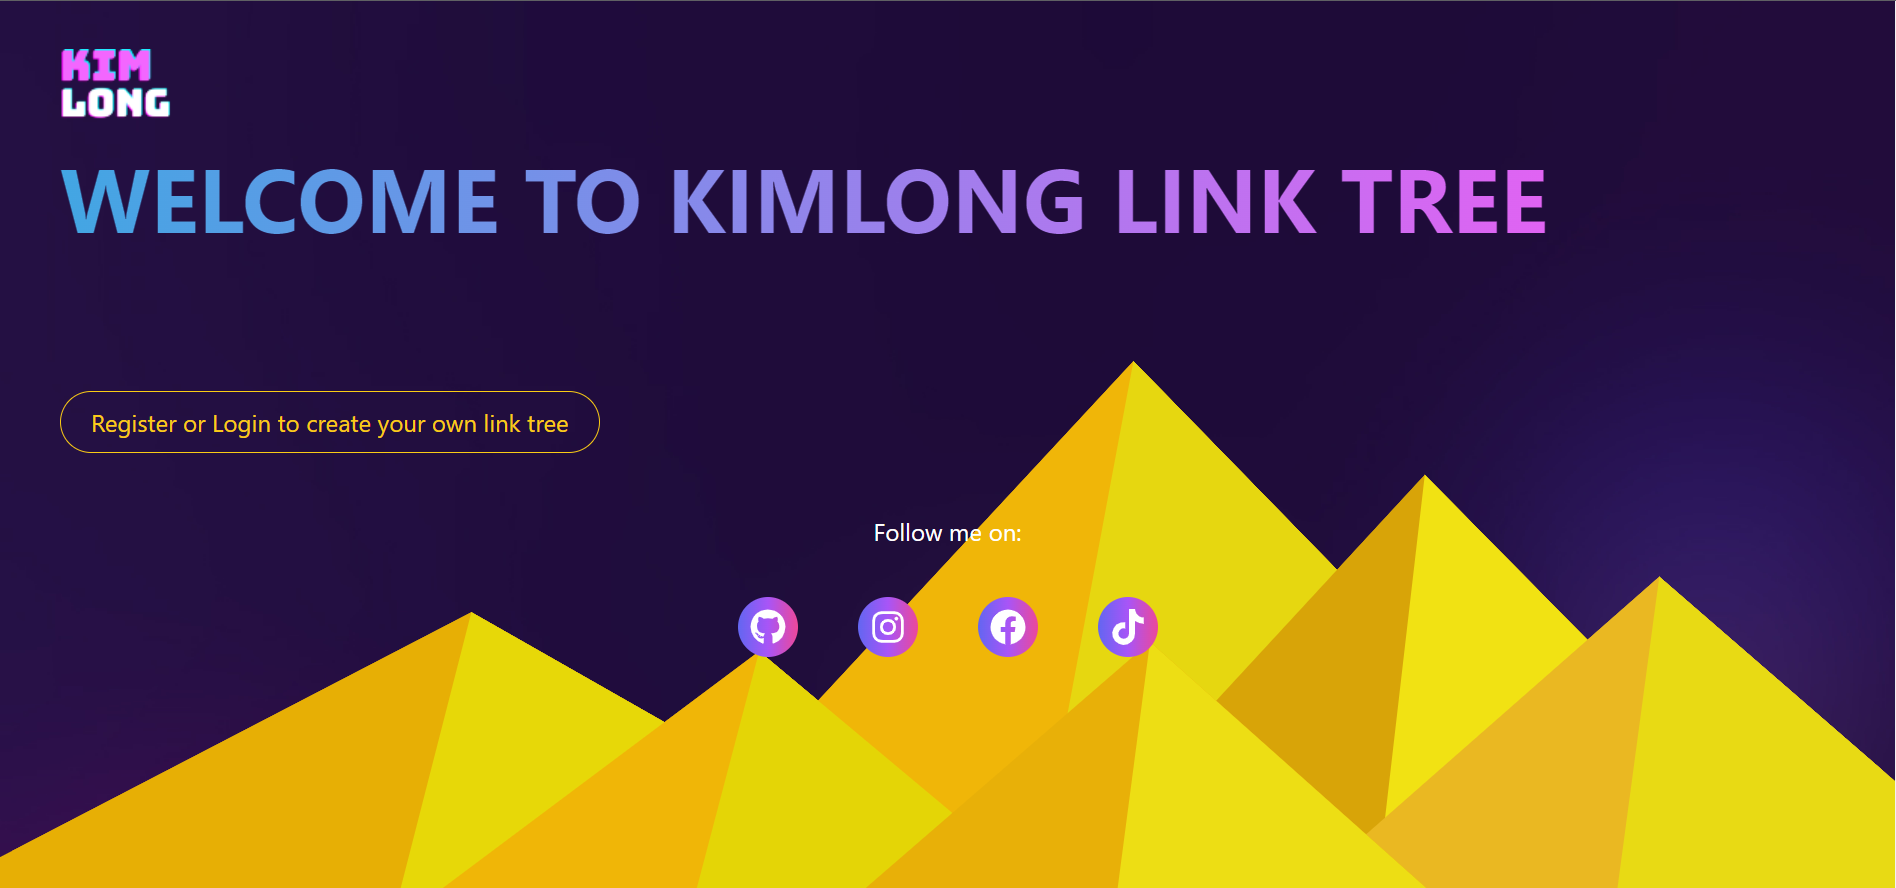 KIM
LONG
WELCOME TO KIMLONG LINK TREE
Register or Login to create your own link tree
Follow me on: